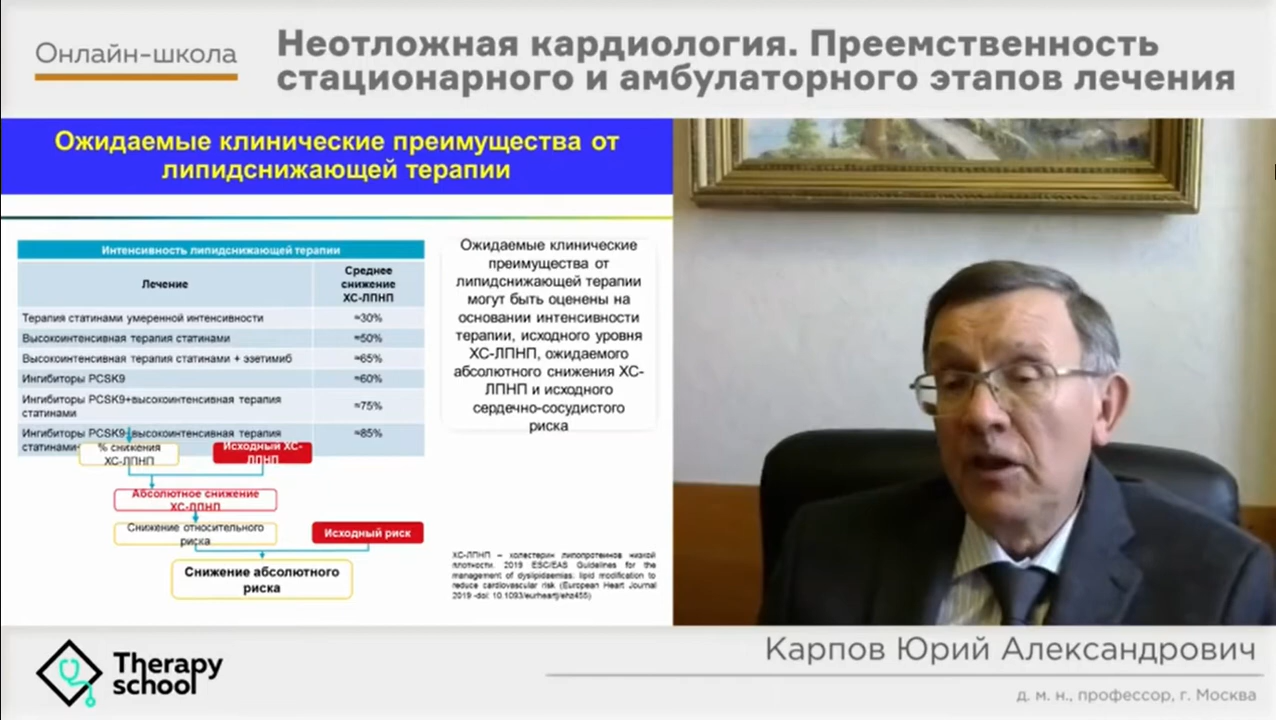 Онлайн-школа
Неотложная кардиология. Преемственность
стационарного и амбулаторного этапов лечения
Ожидаемые клинические преимущества от
липидснижающей терапии
Интенсивность липидснижающей терапии
Лечение
Среднее
снижение
ХС-ЛПНП
Терапия статинами умеренной интенсивности
≈30%
Высокоинтенсивная терапия статинами
≈50%
Высокоинтенсивная терапия статинами + эзетимиб
≈65%
Ингибиторы PCSK9
≈60%
Ингибиторы PCSK9+высокоинтенсивная терапия
статинами
≈75%
Ингибиторы PCSK9+высокоинтенсивная терапия
статинами+
≈85%
% снижения
ХС-ЛПНП
Исходный ХС-
ЛПНП
Абсолютное снижение
ХС-ЛПНП
Снижение относительного
риска
Исходный риск
Снижение абсолютного
риска
Ожидаемые клинические
преимущества от
липидснижающей терапии
могут быть оценены на
основании интенсивности
терапии, исходного уровня
ХС-ЛПНП, ожидаемого
абсолютного снижения ХС-
ЛПНП и исходного
сердечно-сосудистого
риска
ХС-ЛПНП – холестерин липопротеинов низкой
плотности. 2019 ESC/EAS Guidelines for the
management of dyslipidaemias: lipid modification to
reduce cardiovascular risk (European Heart Journal
2019 -doi: 10.1093/eurheartj/ehz455)
Therapy
school
Карпов Юрий Александрович
д. м. н., профессор, г. Москва